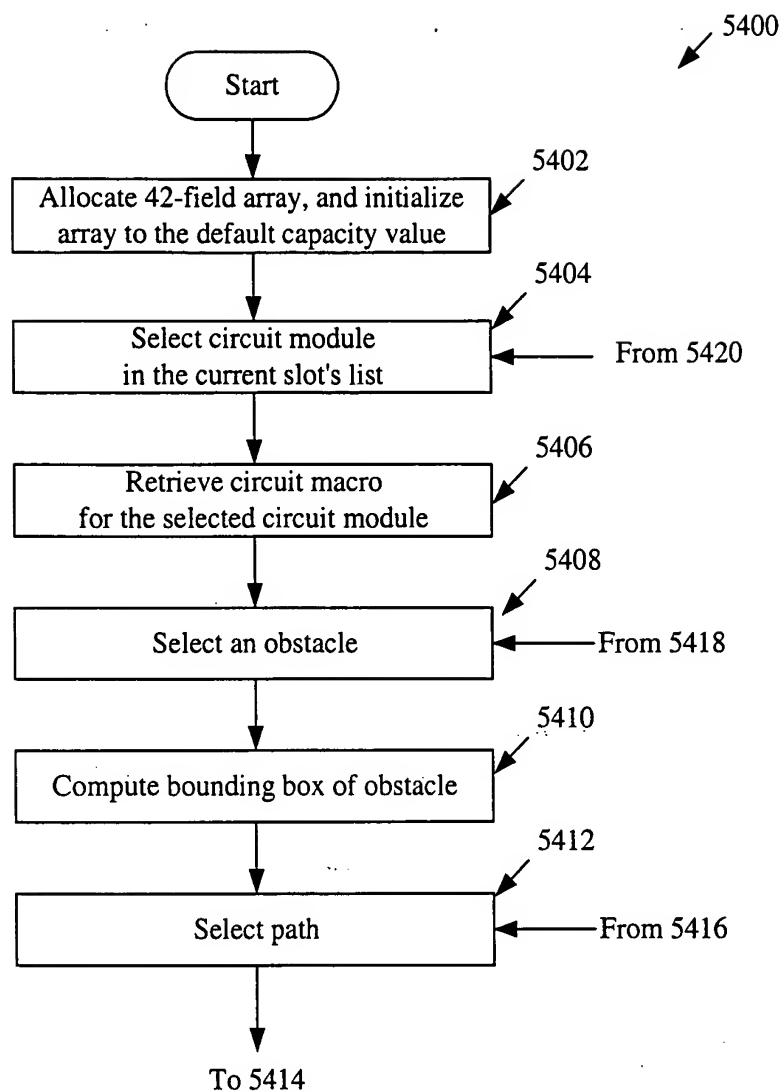 5400
Start
5402
Allocate 42-field array, and initialize
array to the default capacity value
5404
Select circuit module
in the current slot's list
From 5420
5406
Retrieve circuit macro
for the selected circuit module
5408
Select an obstacle
From 5418
5410
Compute bounding box of obstacle
5412
Select path
From 5416
To 5414